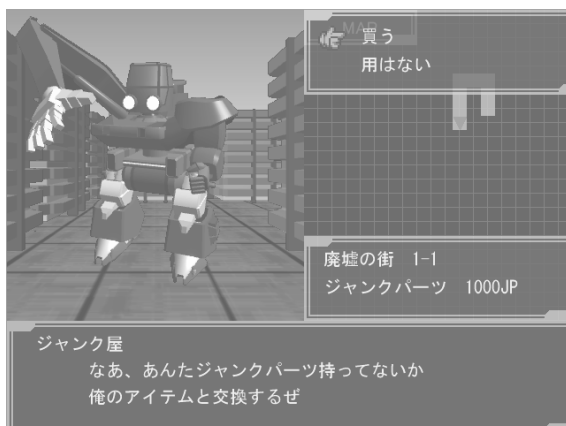 MAP
買う
用はない
廃墟の街 1-1
ジャンクパーツ 1000JP
ジャンク屋
なあ、あんたジャンクパーツ持ってないか
俺のアイテムと交換するぜ